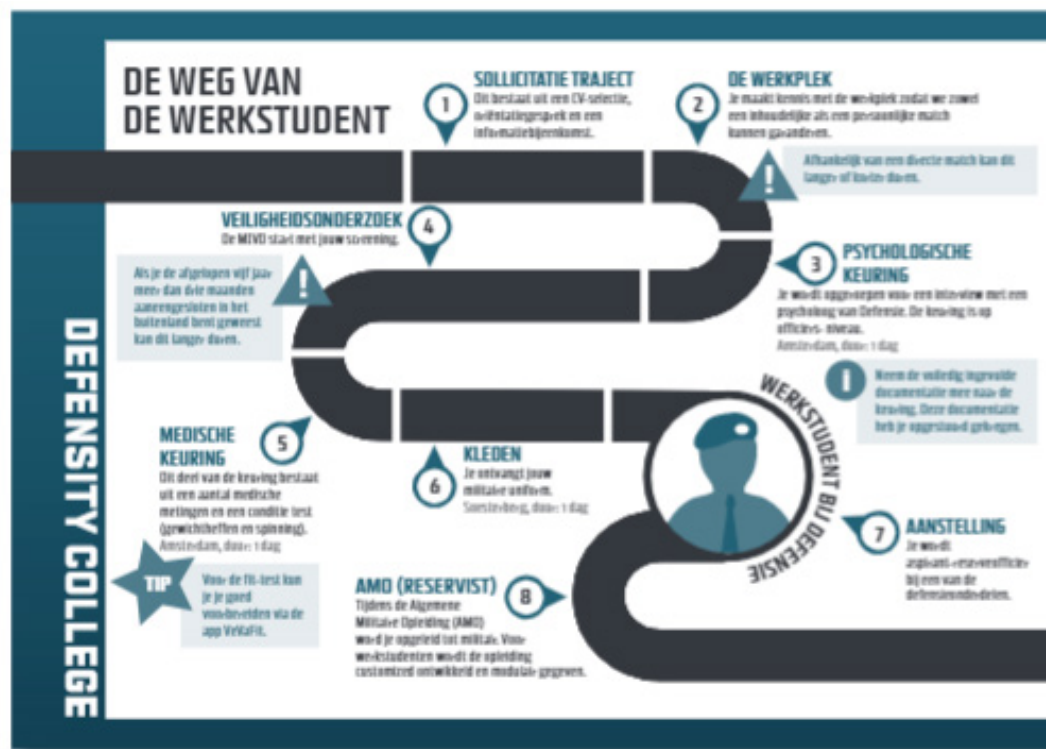 DE WEG VAN
DE WERKSTUDENT
1
SOLLICITATIE TRAJECT
Dit bestaat uit een CV-selectie,
oriëntatiegesprek en een
informatiebijeenkomst.
2
DE WERKPLEK
Je maakt kennis met de werkplek zodat we zowel
een inhoudelijke als een persoonlijke match
kunnen garanderen.
!
Afhankelijk van een directe match kan dit
langer of korter duren.
3
PSYCHOLOGISCHE
KEURING
Je wordt opgeroepen voor een interview met een
psycholoog van Defensie. De keuring is op
officiers- niveau.
Amsterdam, duur: 1 dag
i
Neem de volledig ingevulde
documentatie mee naar de
keuring. Deze documentatie
heb je opgestuurd gekregen.
4
VEILIGHEIDSONDERZOEK
De MIVD start met jouw screening.
!
Als je de afgelopen vijf jaar
meer dan drie maanden
aaneengesloten in het
buitenland bent geweest
kan dit langer duren.
5
MEDISCHE
KEURING
Dit deel van de keuring bestaat
uit een aantal medische
metingen en een conditie test
(gewichtheffen en spinning).
Amsterdam, duur: 1 dag
TIP
Voor de fit-test kun
je je goed
voorbereiden via de
app VeVaFit.
6
KLEDEN
Je ontvangt jouw
militaire uniform.
Soesterberg, duur: 1 dag
WERKSTUDENT BIJ DEFENSIE
7
AANSTELLING
Je wordt
aspirant-reserveofficier
bij een van de
defensieonderdelen.
8
AMO (RESERVIST)
Tijdens de Algemene
Militaire Opleiding (AMO)
word je opgeleid tot militair. Voor
werkstudenten wordt de opleiding
customized ontwikkeld en modulair gegeven.
DEFENSITY COLLEGE